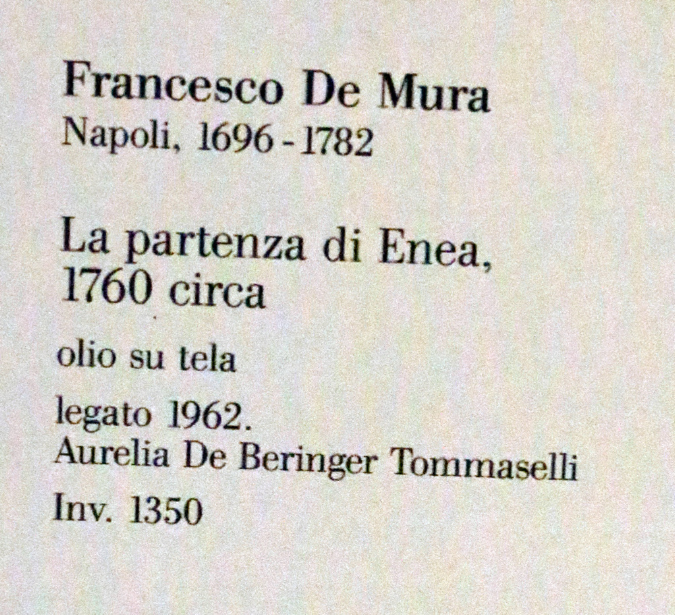 Francesco De Mura
Napoli, 1696-1782
La partenza di Enea,
1760 circa
olio su tela
legato 1962.
Aurelia De Beringer Tommaselli
Inv. 1350